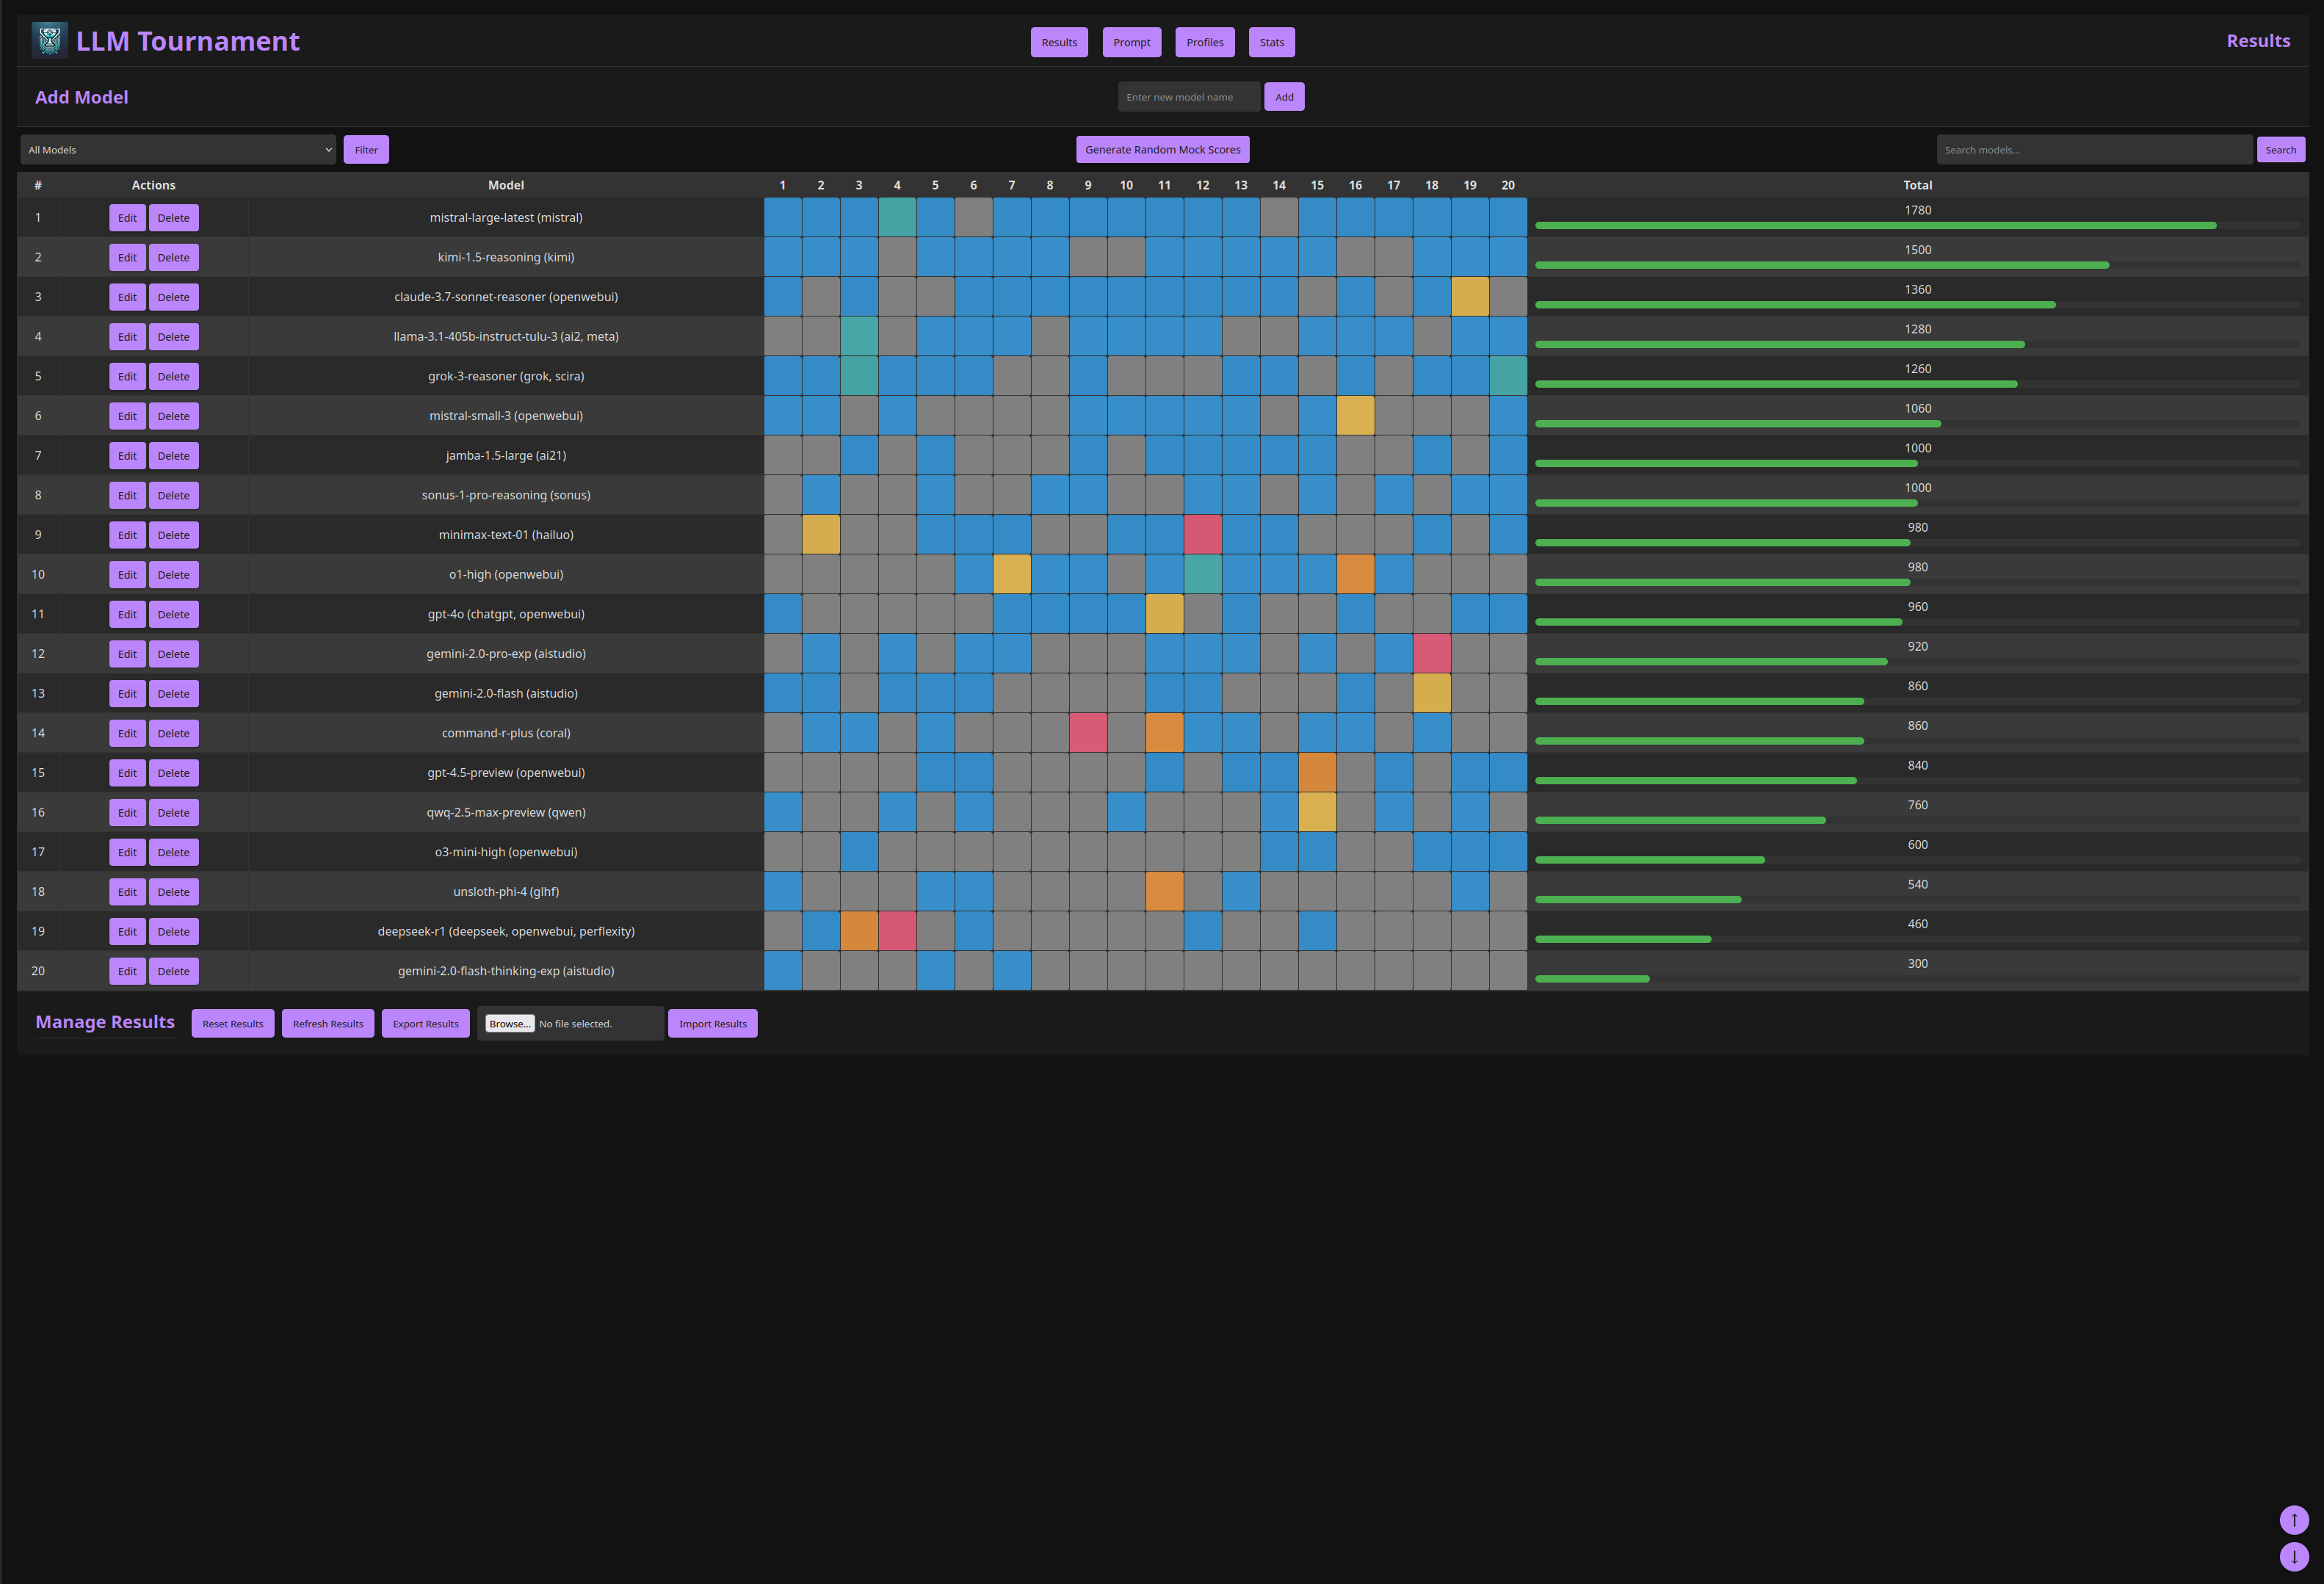 LLM Tournament Results Prompt Profiles Stats Results
Add Model Enter new model name Add
All Models Filter Generate Random Mock Scores Search models... Search
# Actions Model 1 2 3 4 5 6 7 8 9 10 11 12 13 14 15 16 17 18 19 20 Total
1 Edit Delete mistral-large-latest (mistral) 1780
2 Edit Delete kimi-1.5-reasoning (kimi) 1500
3 Edit Delete claude-3.7-sonnet-reasoner (openwebui) 1360
4 Edit Delete llama-3.1-405b-instruct-tulu-3 (ai2, meta) 1280
5 Edit Delete grok-3-reasoner (grok, scira) 1260
6 Edit Delete mistral-small-3 (openwebui) 1060
7 Edit Delete jamba-1.5-large (ai21) 1000
8 Edit Delete sonus-1-pro-reasoning (sonus) 1000
9 Edit Delete minimax-text-01 (hailuo) 980
10 Edit Delete o1-high (openwebui) 980
11 Edit Delete gpt-4o (chatgpt, openwebui) 960
12 Edit Delete gemini-2.0-pro-exp (aistudio) 920
13 Edit Delete gemini-2.0-flash (aistudio) 860
14 Edit Delete command-r-plus (coral) 860
15 Edit Delete gpt-4.5-preview (openwebui) 840
16 Edit Delete qwq-2.5-max-preview (qwen) 760
17 Edit Delete o3-mini-high (openwebui) 600
18 Edit Delete unsloth-phi-4 (glhf) 540
19 Edit Delete deepseek-r1 (deepseek, openwebui, perflexity) 460
20 Edit Delete gemini-2.0-flash-thinking-exp (aistudio) 300
Manage Results Reset Results Refresh Results Export Results Browse... No file selected. Import Results
↑
↓